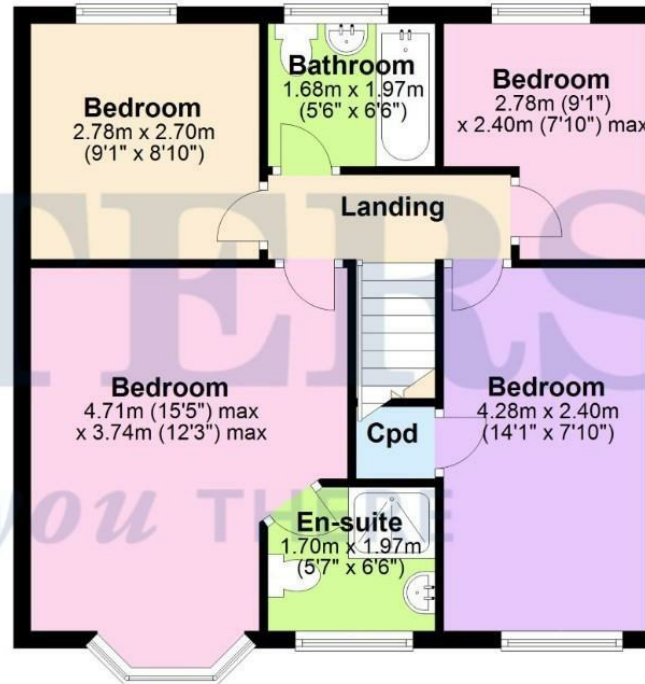 Bedroom
2.78m x 2.70m
(9'1" x 8'10")
Bathroom
1.68m x 1.97m
(5'6" x 6'6")
Bedroom
2.78m (9'1")
x 2.40m (7'10") max
Landing
TERS
Bedroom
4.71m (15'5") max
x 3.74m (12'3") max
Bedroom
4.28m x 2.40m
(14'1" x 7'10")
Cpd
you THERE
En-suite
1.70m x 1.97m
(5'7" x 6'6")